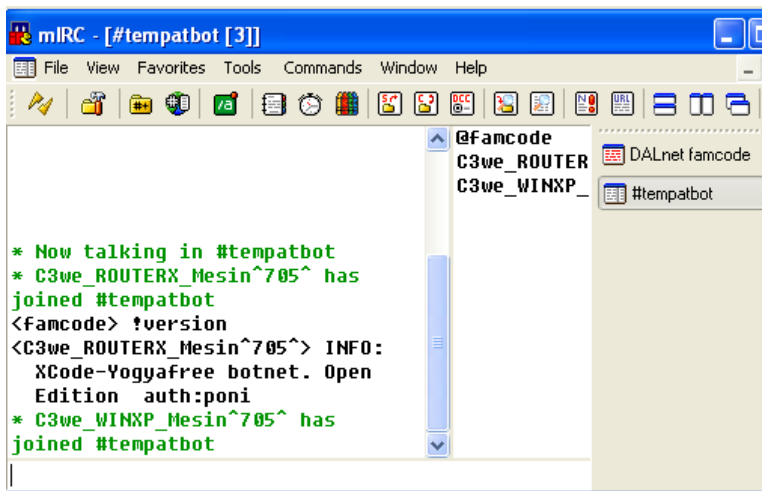 mIRC - [#tempatbot [3]]
File View Favorites Tools Commands Window Help
* Now talking in #tempatbot
* C3we_ROUTERX_Mesin^705^ has
joined #tempatbot
<famcode> !version
<C3we_ROUTERX_Mesin^705^> INFO:
XCode-Yogyafree botnet. Open
Edition auth:poni
* C3we_WINXP_Mesin^705^ has
joined #tempatbot
@famcode
C3we_ROUTER
C3we_WINXP_
DALnet famcode
#tempatbot